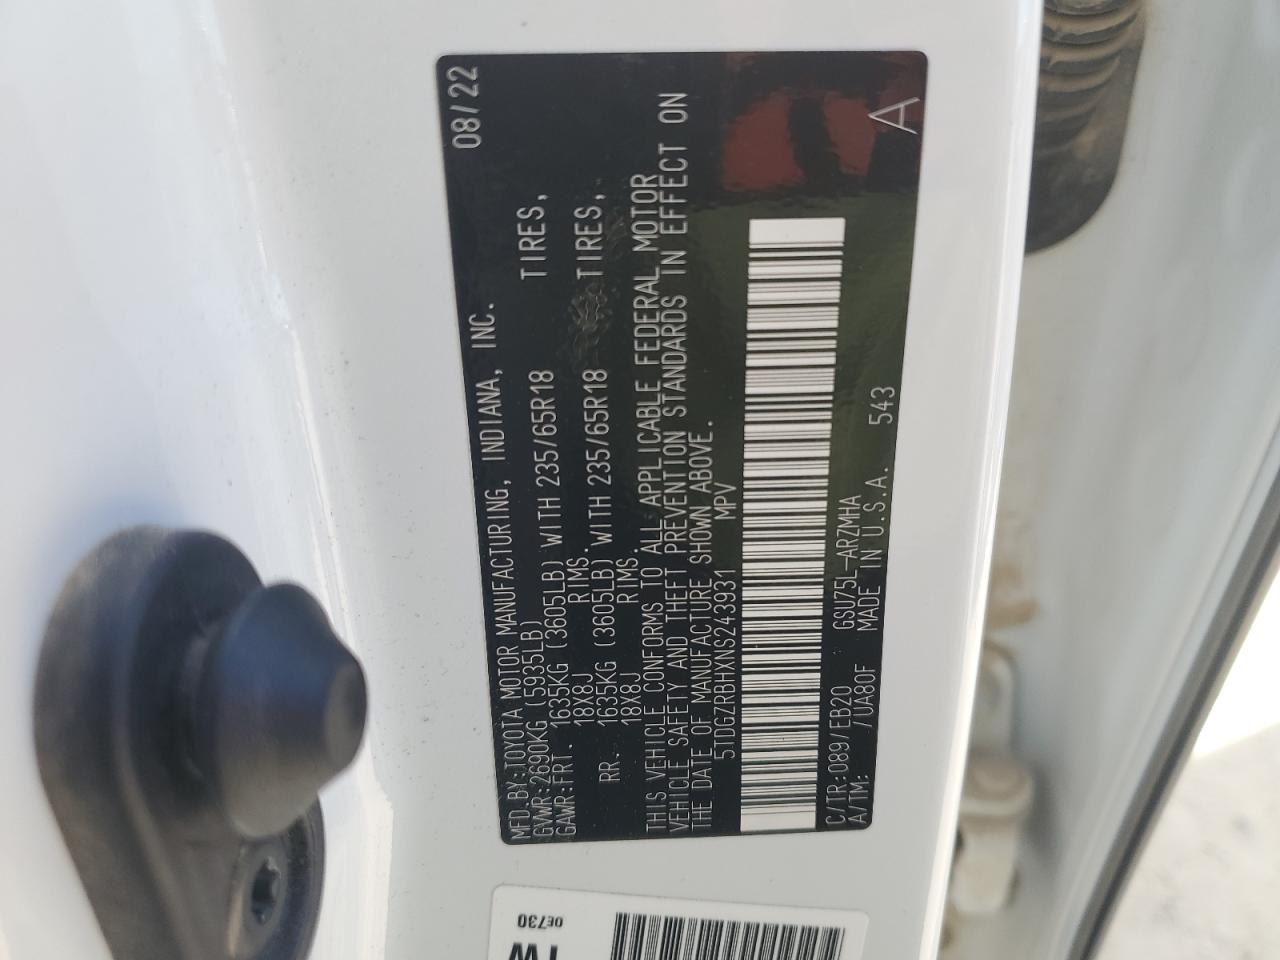 MFD.BY:TOYOTA MOTOR MANUFACTURING, INDIANA, INC. 08/22
GVWR:2690KG (5935LB)
GAWR:FRT. 1635KG (3605LB) WITH 235/65R18 TIRES,
18X8J RIMS.
RR. 1635KG (3605LB) WITH 235/65R18 TIRES,
18X8J RIMS.
THIS VEHICLE CONFORMS TO ALL APPLICABLE FEDERAL MOTOR
VEHICLE SAFETY AND THEFT PREVENTION STANDARDS IN EFFECT ON
THE DATE OF MANUFACTURE SHOWN ABOVE.
5TDGZRBHXNS243931 MPV
C/TR:089/EB20 GSU75L-ARZMHA
A/TM: /UA80F MADE IN U.S.A. 543
A
0E730